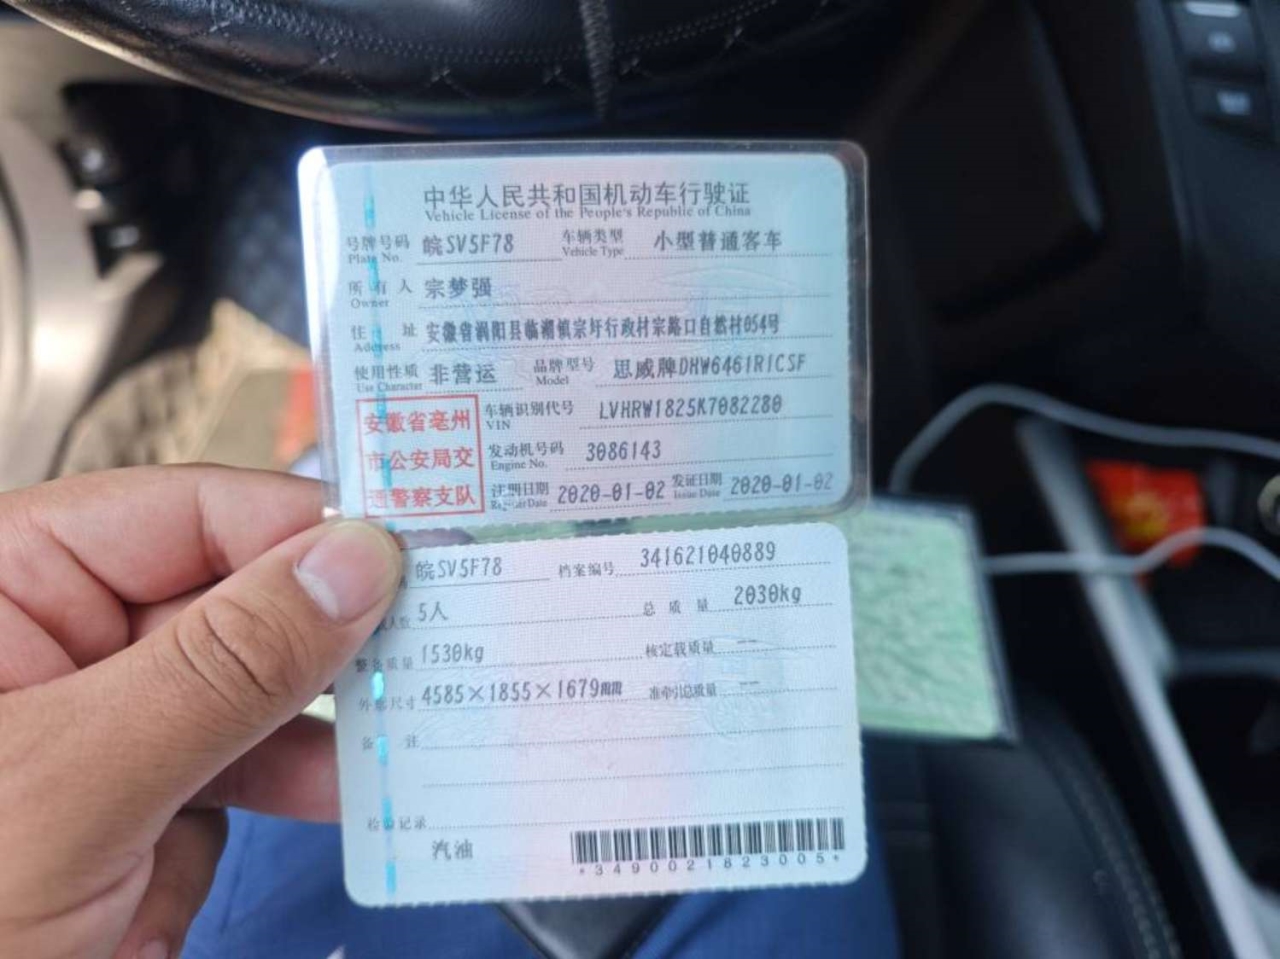 中华人民共和国机动车行驶证
Vehicle License of the People's Republic of China
号牌号码 皖SV5F78 车辆类型 小型普通客车
Plate No. Vehicle Type
所有人 宗梦强
Owner
住址 安徽省涡阳县临湖镇宗圩行政村宗路口自然村054号
Address
使用性质 非营运 品牌型号 思威牌DHW6461R1CSF
Use Character Model
安徽省亳州
市公安局交
通警察支队
车辆识别代号 LVHRW1825K7082280
VIN
发动机号码 3086143
Engine No.
注册日期 2020-01-02 发证日期 2020-01-02
Register Date Issue Date
皖SV5F78 档案编号 341621040889
人数 5人 总质量 2030kg
整备质量 1530kg 核定载质量 --
外廓尺寸 4585×1855×1679mm 准牵引总质量 --
备注
检验记录
汽油
*3490021823005*